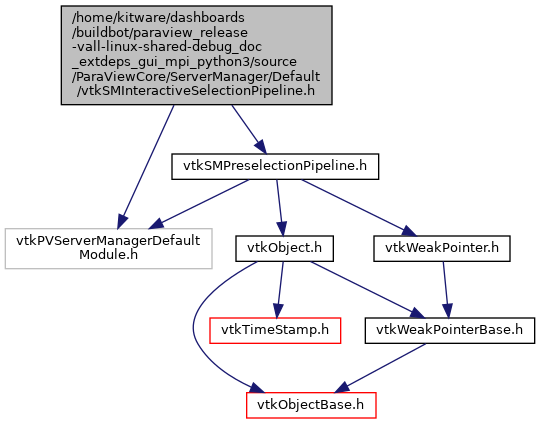 /home/kitware/dashboards
/buildbot/paraview_release
-vall-linux-shared-debug_doc
_extdeps_gui_mpi_python3/source
/ParaViewCore/ServerManager/Default
/vtkSMInteractiveSelectionPipeline.h
vtkSMPreselectionPipeline.h
vtkPVServerManagerDefault
Module.h
vtkObject.h
vtkWeakPointer.h
vtkTimeStamp.h
vtkWeakPointerBase.h
vtkObjectBase.h